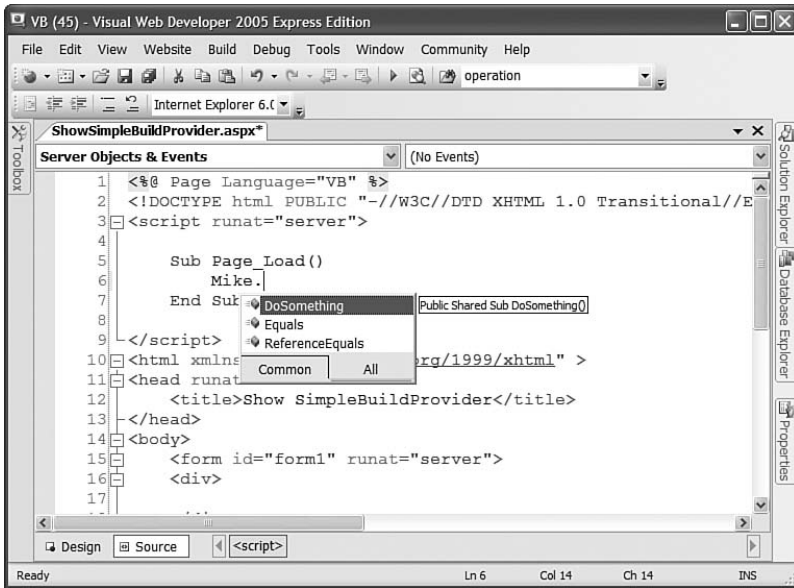 VB (45) - Visual Web Developer 2005 Express Edition
File Edit View Website Build Debug Tools Window Community Help
operation
Internet Explorer 6.(
Toolbox
ShowSimpleBuildProvider.aspx*
Server Objects & Events
(No Events)
1 <%@ Page Language="VB" %>
2 <!DOCTYPE html PUBLIC "-//W3C//DTD XHTML 1.0 Transitional//E
3 <script runat="server">
4
5 Sub Page_Load()
6 Mike.
7 End Sub
DoSomething
Public Shared Sub DoSomething()
8
Equals
9 </script>
ReferenceEquals
10 <html xmlns org/1999/xhtml" >
Common All
11 <head runat
12 <title>Show SimpleBuildProvider</title>
13 </head>
14 <body>
15 <form id="form1" runat="server">
16 <div>
17
Solution Explorer
Database Explorer
Properties
Design Source <script>
Ready Ln 6 Col 14 Ch 14 INS